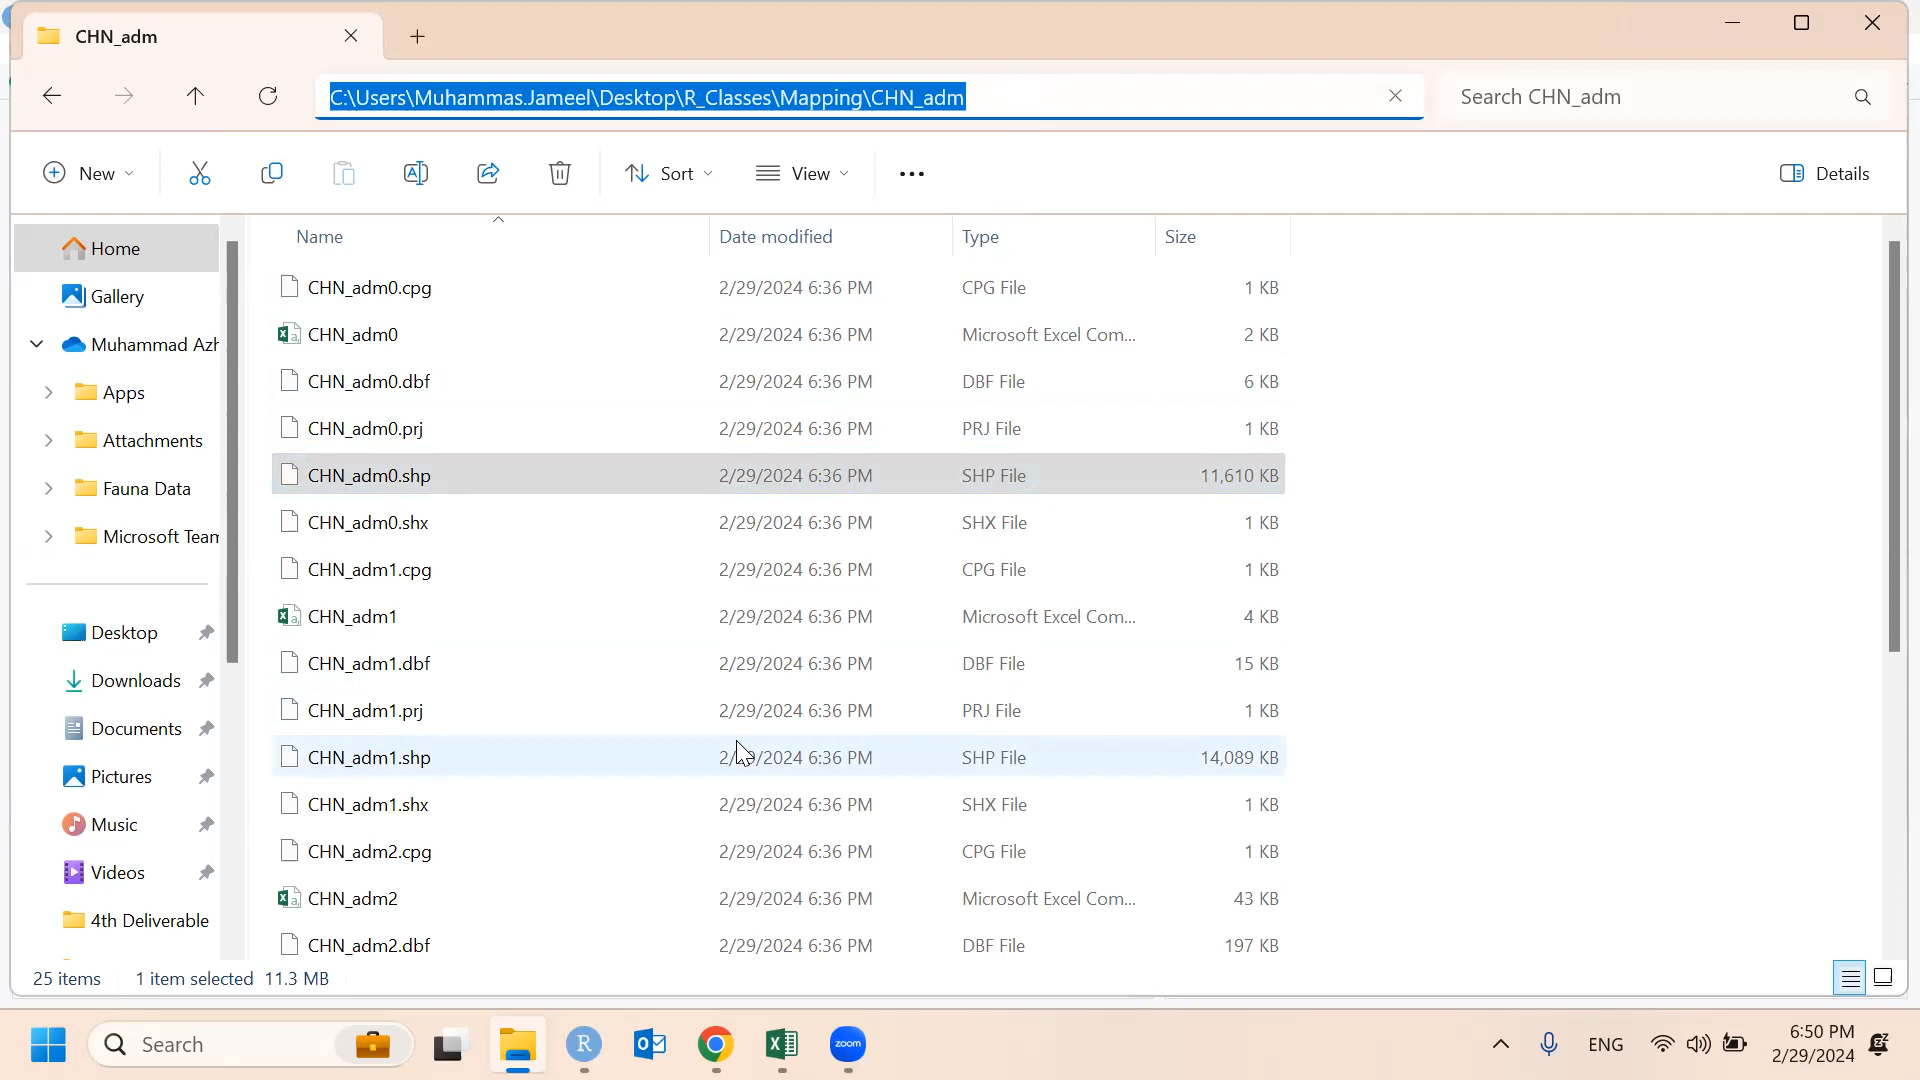 CHN_adm
C:\Users\Muhammas.Jameel\Desktop\R_Classes\Mapping\CHN_adm
Search CHN_adm
New
Sort
View
Details
Name Date modified Type Size
Home
Gallery
Muhammad Azh
Apps
Attachments
Fauna Data
Microsoft Team
Desktop
Downloads
Documents
Pictures
Music
Videos
4th Deliverable
CHN_adm0.cpg 2/29/2024 6:36 PM CPG File 1 KB
CHN_adm0 2/29/2024 6:36 PM Microsoft Excel Com... 2 KB
CHN_adm0.dbf 2/29/2024 6:36 PM DBF File 6 KB
CHN_adm0.prj 2/29/2024 6:36 PM PRJ File 1 KB
CHN_adm0.shp 2/29/2024 6:36 PM SHP File 11,610 KB
CHN_adm0.shx 2/29/2024 6:36 PM SHX File 1 KB
CHN_adm1.cpg 2/29/2024 6:36 PM CPG File 1 KB
CHN_adm1 2/29/2024 6:36 PM Microsoft Excel Com... 4 KB
CHN_adm1.dbf 2/29/2024 6:36 PM DBF File 15 KB
CHN_adm1.prj 2/29/2024 6:36 PM PRJ File 1 KB
CHN_adm1.shp 2/29/2024 6:36 PM SHP File 14,089 KB
CHN_adm1.shx 2/29/2024 6:36 PM SHX File 1 KB
CHN_adm2.cpg 2/29/2024 6:36 PM CPG File 1 KB
CHN_adm2 2/29/2024 6:36 PM Microsoft Excel Com... 43 KB
CHN_adm2.dbf 2/29/2024 6:36 PM DBF File 197 KB
25 items 1 item selected 11.3 MB
Search
R
zoom
ENG
6:50 PM
2/29/2024